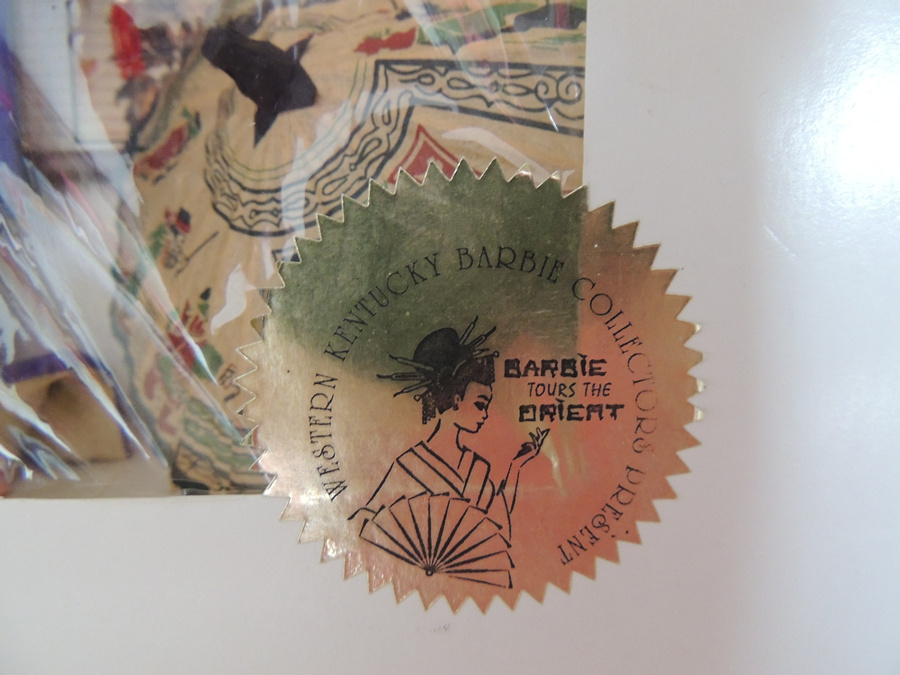 WESTERN KENTUCKY BARBIE COLLECTORS PRESENT
BARBIE
TOURS THE
ORIENT